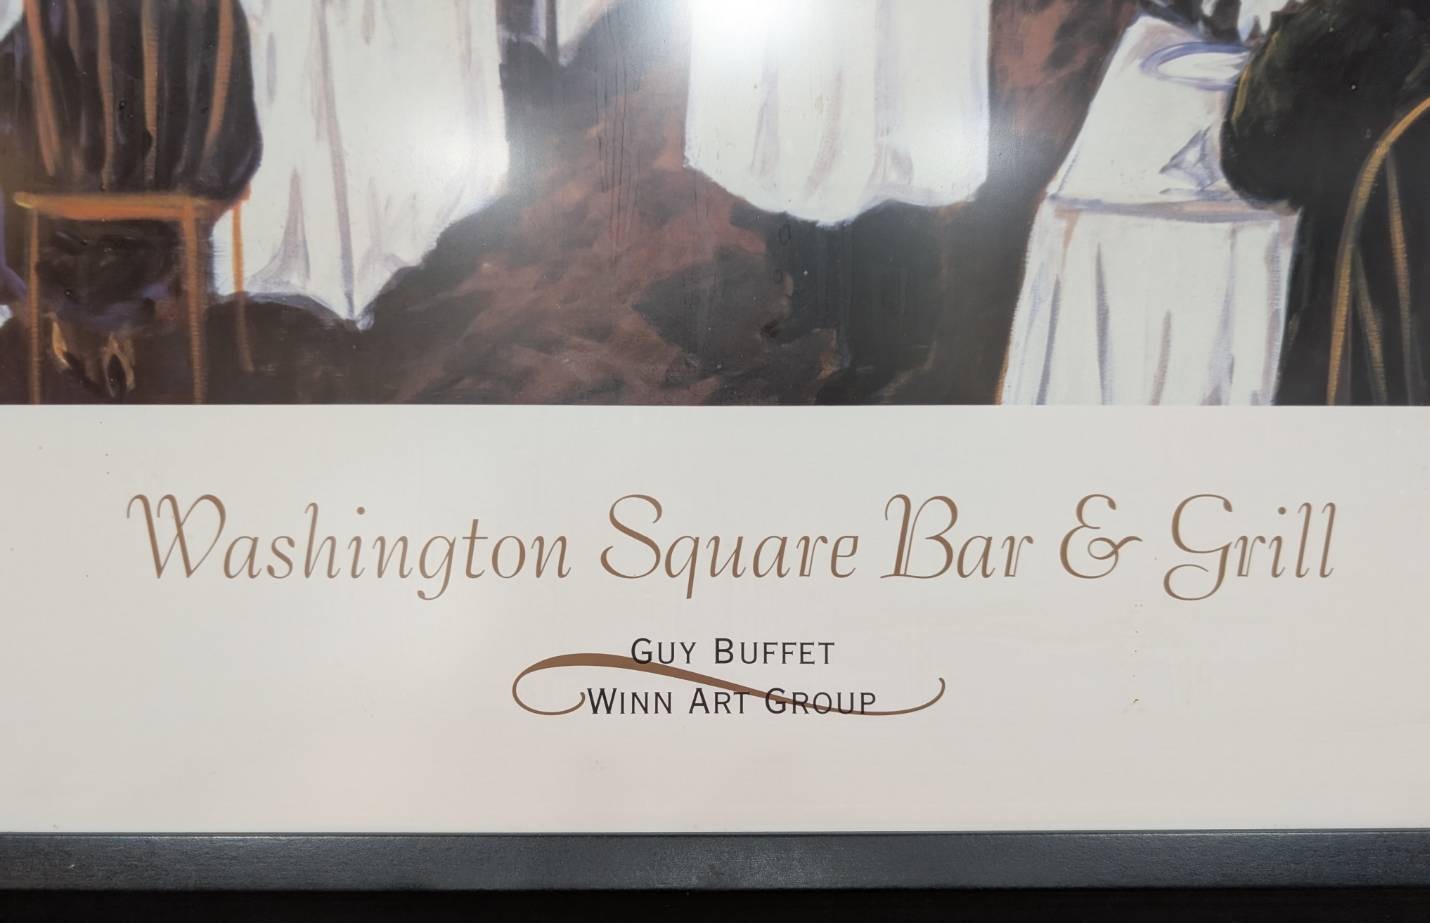 Washington Square Bar & Grill
GUY BUFFET
WINN ART GROUP